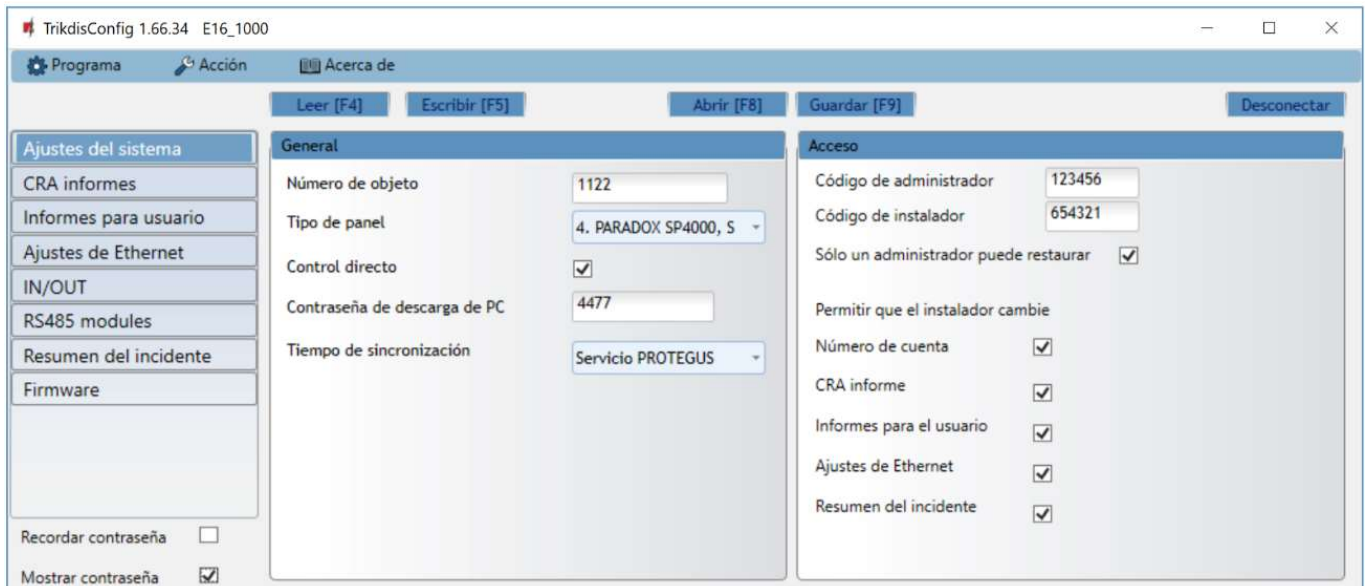 TrikdisConfig 1.66.34 E16_1000
Programa Acción Acerca de
Leer [F4] Escribir [F5] Abrir [F8] Guardar [F9] Desconectar
Ajustes del sistema
CRA informes
Informes para usuario
Ajustes de Ethernet
IN/OUT
RS485 modules
Resumen del incidente
Firmware
Recordar contraseña
Mostrar contraseña
General
Número de objeto 1122
Tipo de panel 4. PARADOX SP4000, S
Control directo
Contraseña de descarga de PC 4477
Tiempo de sincronización Servicio PROTEGUS
Acceso
Código de administrador 123456
Código de instalador 654321
Sólo un administrador puede restaurar
Permitir que el instalador cambie
Número de cuenta
CRA informe
Informes para el usuario
Ajustes de Ethernet
Resumen del incidente